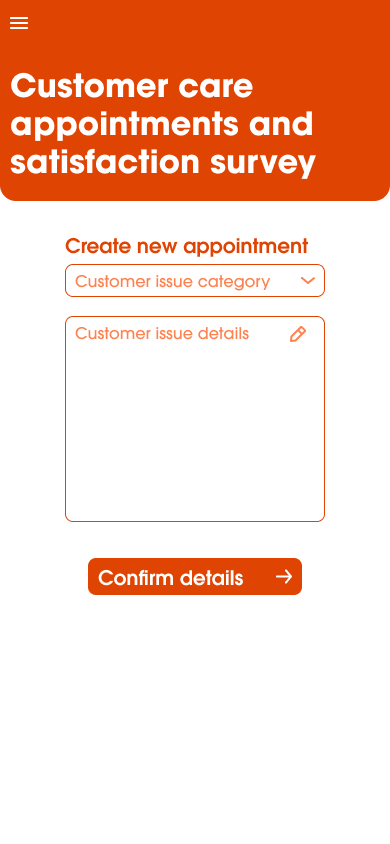 Customer care
appointments and
satisfaction survey
Create new appointment
Customer issue category
Customer issue details
Confirm details